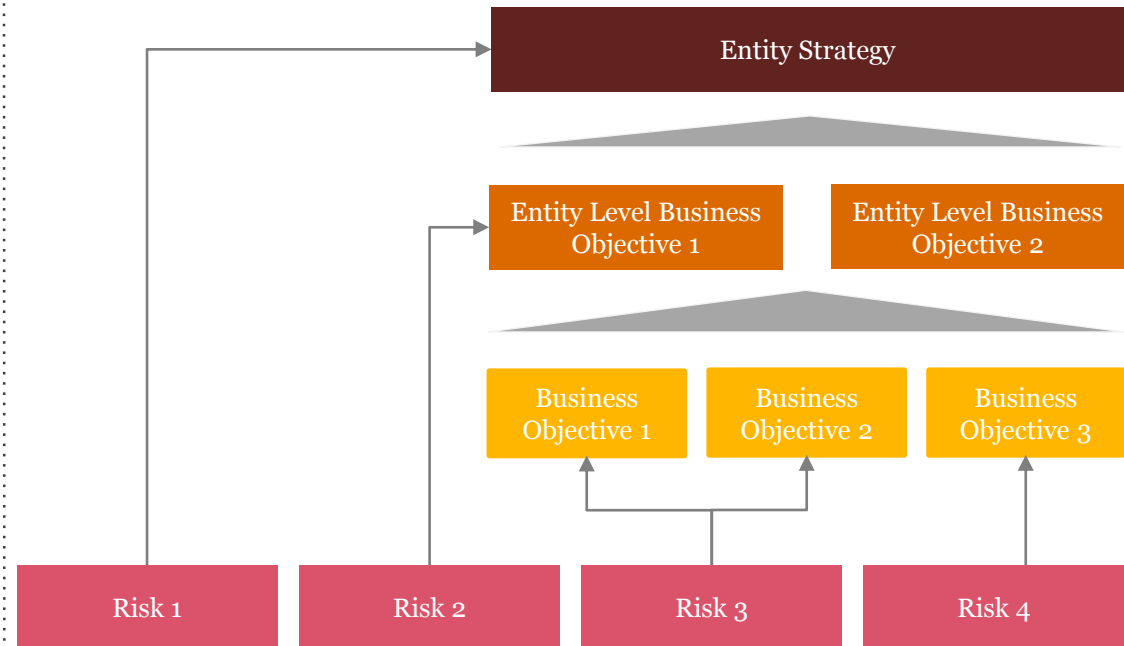 Entity Strategy
Entity Level Business
Objective 1
Entity Level Business
Objective 2
Business
Objective 1
Business
Objective 2
Business
Objective 3
Risk 1
Risk 2
Risk 3
Risk 4